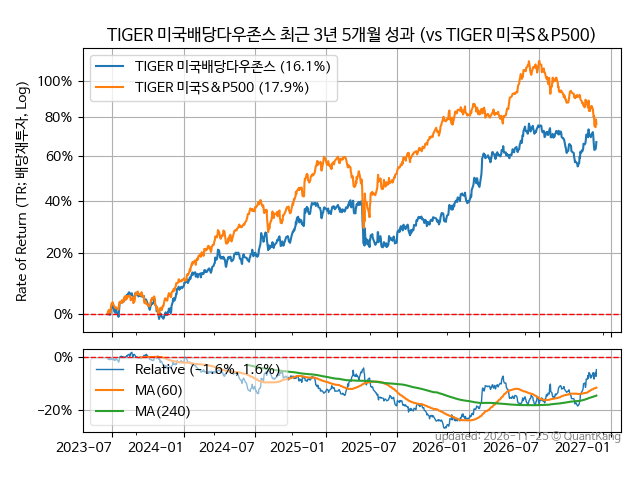 TIGER 미국배당다우존스 최근 3년 5개월 성과 (vs TIGER 미국S&P500)
Rate of Return (TR: 배당재투자, Log)
100%
80%
60%
40%
20%
0%
TIGER 미국배당다우존스 (16.1%)
TIGER 미국S&P500 (17.9%)
0%
−20%
Relative (−1.6%, 1.6%)
MA(60)
MA(240)
updated: 2026-11-25 © QuantKang
2023-07 2024-01 2024-07 2025-01 2025-07 2026-01 2026-07 2027-01